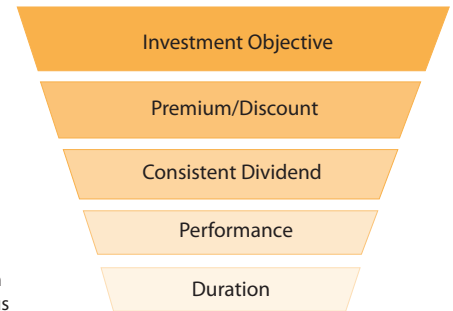 Investment Objective
Premium/Discount
Consistent Dividend
Performance
Duration